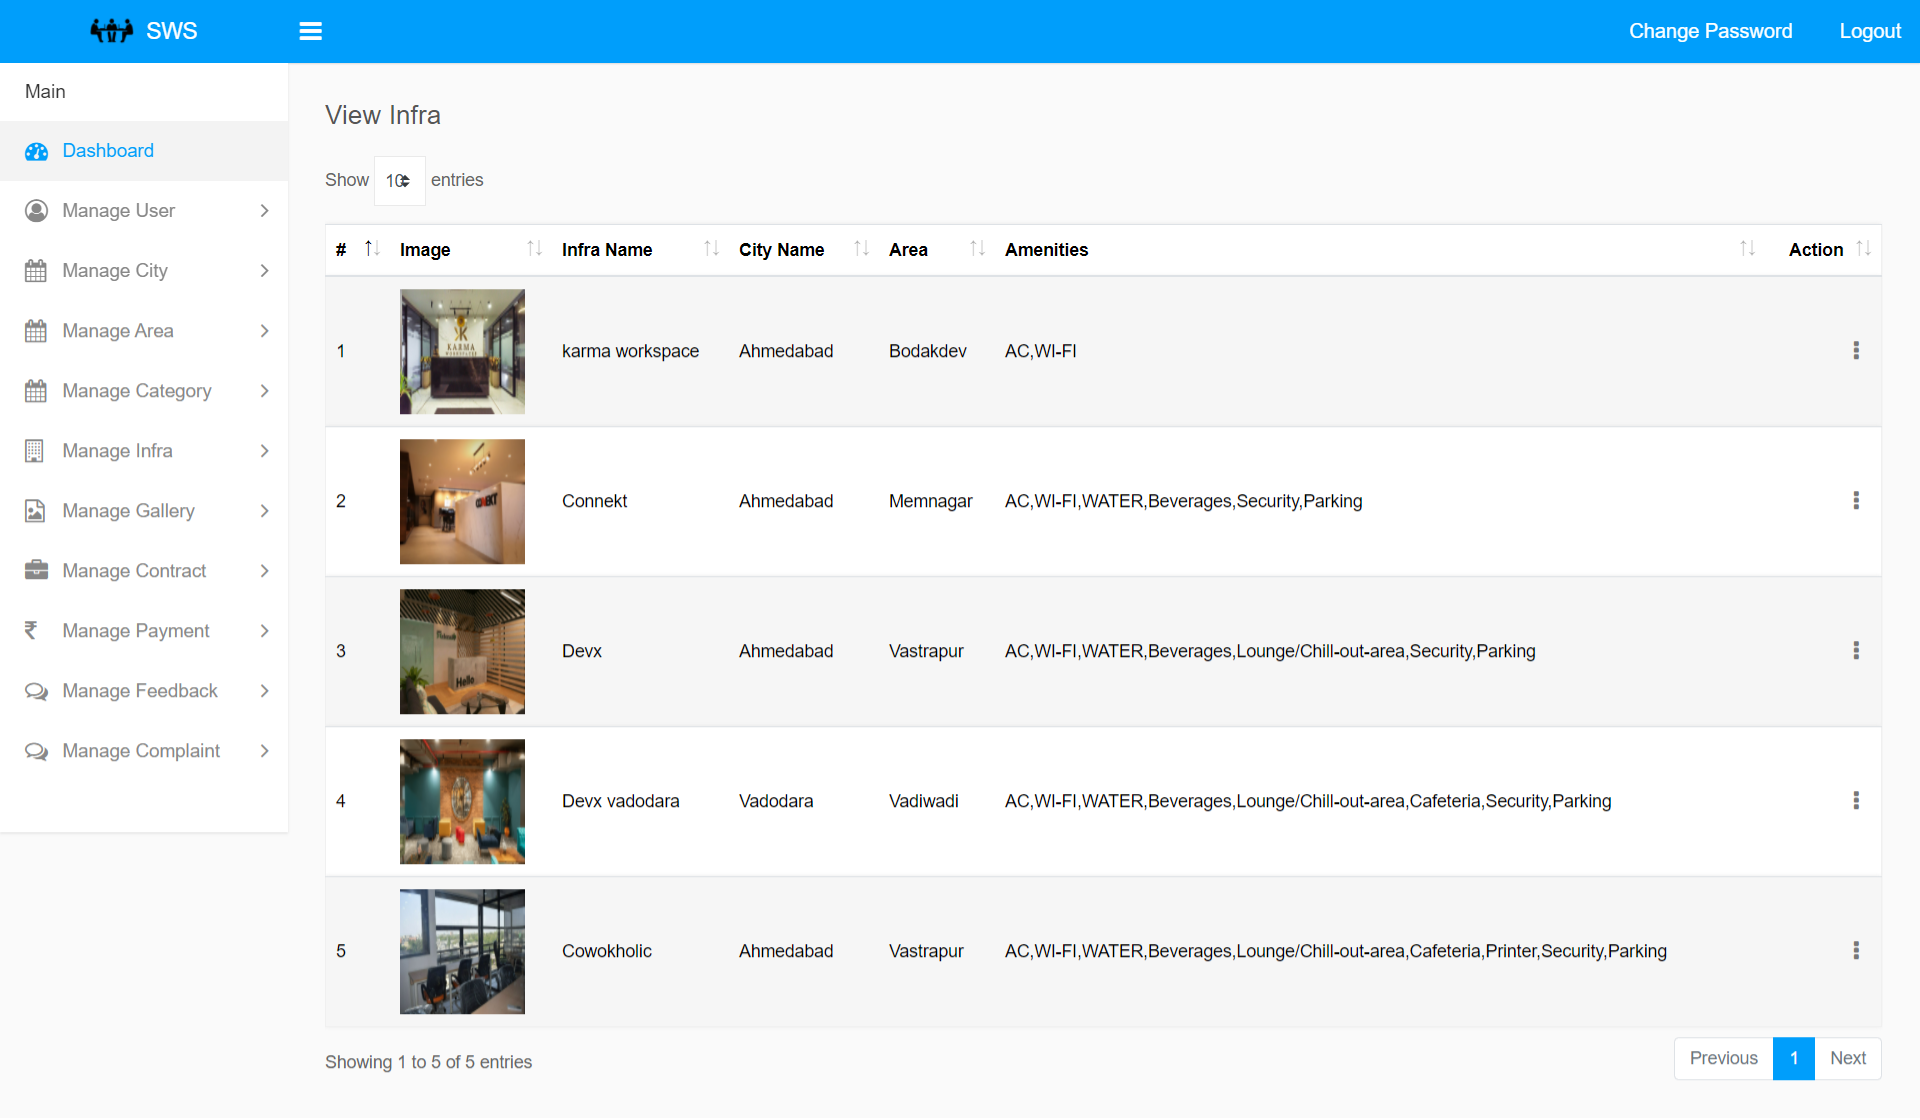 SWS
Change Password
Logout
Main
Dashboard
Manage User
Manage City
Manage Area
Manage Category
Manage Infra
Manage Gallery
Manage Contract
Manage Payment
Manage Feedback
Manage Complaint
View Infra
Show 10 entries
# Image Infra Name City Name Area Amenities Action
KARMA
1 karma workspace Ahmedabad Bodakdev AC,WI-FI
2 Connekt Ahmedabad Memnagar AC,WI-FI,WATER,Beverages,Security,Parking
Hello
3 Devx Ahmedabad Vastrapur AC,WI-FI,WATER,Beverages,Lounge/Chill-out-area,Security,Parking
4 Devx vadodara Vadodara Vadiwadi AC,WI-FI,WATER,Beverages,Lounge/Chill-out-area,Cafeteria,Security,Parking
5 Cowokholic Ahmedabad Vastrapur AC,WI-FI,WATER,Beverages,Lounge/Chill-out-area,Cafeteria,Printer,Security,Parking
Showing 1 to 5 of 5 entries
Previous 1 Next